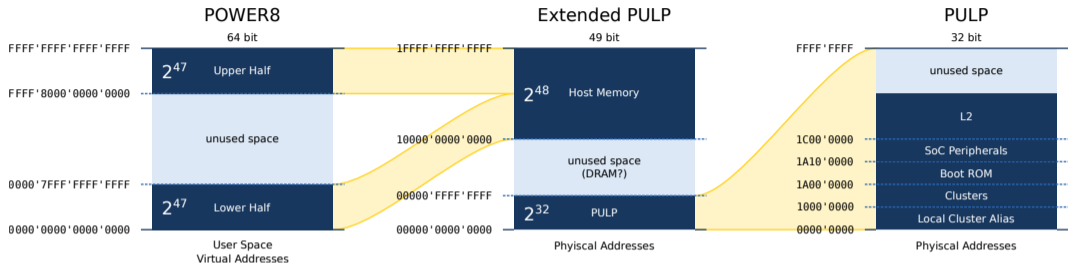 POWER8
64 bit
FFFF'FFFF'FFFF'FFFF
2^47 Upper Half
FFFF'8000'0000'0000
unused space
0000'7FFF'FFFF'FFFF
2^47 Lower Half
0000'0000'0000'0000
User Space
Virtual Addresses
Extended PULP
49 bit
1FFFF'FFFF'FFFF
2^48 Host Memory
10000'0000'0000
unused space
(DRAM?)
00000'FFFF'FFFF
2^32 PULP
00000'0000'0000
Phyiscal Addresses
PULP
32 bit
FFFF'FFFF
unused space
L2
1C00'0000
SoC Peripherals
1A10'0000
Boot ROM
1A00'0000
Clusters
1000'0000
Local Cluster Alias
0000'0000
Phyiscal Addresses